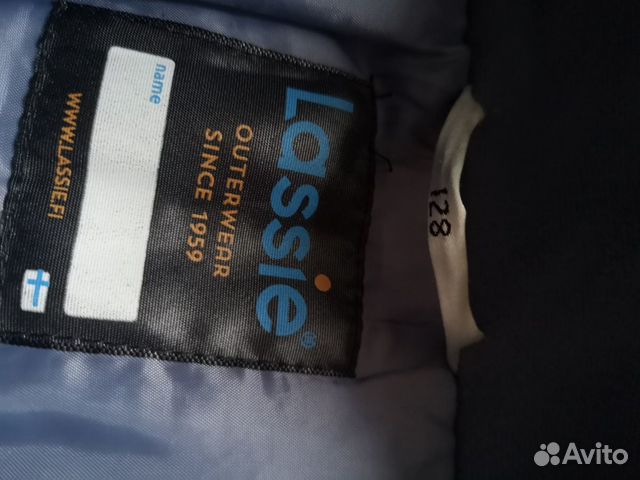 Lassie®
OUTERWEAR
SINCE 1959
name
WWW.LASSIE.FI
128
Avito